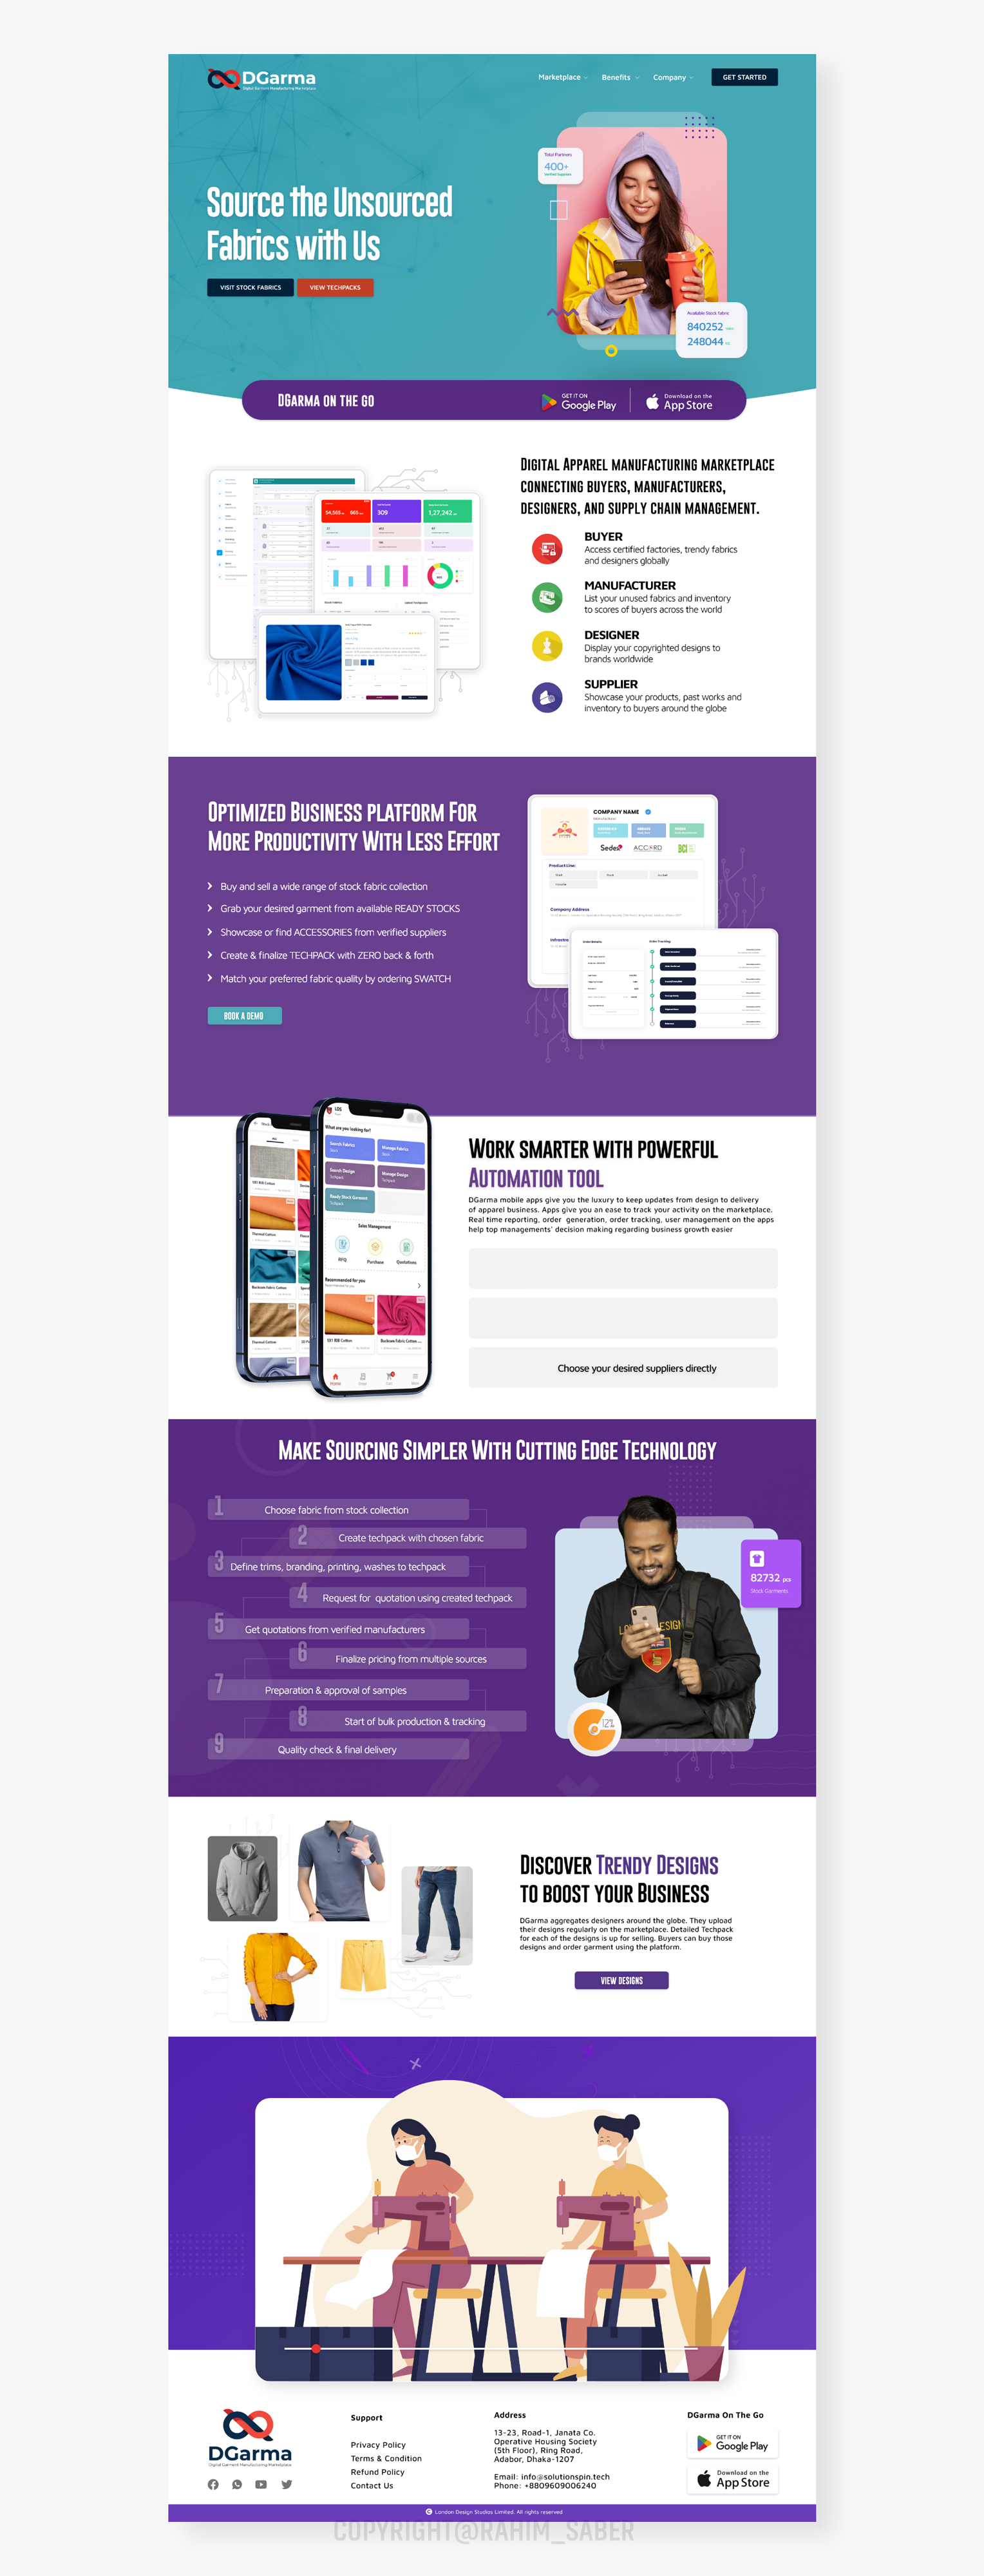 DGarma
Digital Garment Manufacturing Marketplace
Marketplace
Benefits
Company
GET STARTED
Total Partners
400+
Verified Suppliers
Source the Unsourced
Fabrics with Us
VISIT STOCK FABRICS
VIEW TECHPACKS
Available Stock fabric
840252
248044
DGarma on the go
GET IT ON
Google Play
Download on the
App Store
Digital Apparel manufacturing marketplace
connecting buyers, manufacturers,
designers, and supply chain management.
BUYER
Access certified factories, trendy fabrics
and designers globally
MANUFACTURER
List your unused fabrics and inventory
to scores of buyers across the world
DESIGNER
Display your copyrighted designs to
brands worldwide
SUPPLIER
Showcase your products, past works and
inventory to buyers around the globe
309
1,27,242
Optimized Business platform For
More Productivity With Less Effort
Buy and sell a wide range of stock fabric collection
Grab your desired garment from available READY STOCKS
Showcase or find ACCESSORIES from verified suppliers
Create & finalize TECHPACK with ZERO back & forth
Match your preferred fabric quality by ordering SWATCH
BOOK A DEMO
COMPANY NAME
Sedex
ACCORD
BCI
Product Line:
Company Address
What are you looking for?
Search Fabrics
Manage Fabrics
Search Design
Manage Design
Ready Stock Garment
Sales Management
RFQ
Purchase
Quotations
Recommended for you
Work smarter with powerful
Automation tool
DGarma mobile apps give you the luxury to keep updates from design to delivery
of apparel business. Apps give you an ease to track your activity on the marketplace.
Real time reporting, order generation, order tracking, user management on the apps
help top managements' decision making regarding business growth easier
Choose your desired suppliers directly
Make Sourcing Simpler With Cutting Edge Technology
1
Choose fabric from stock collection
2
Create techpack with chosen fabric
3
Define trims, branding, printing, washes to techpack
4
Request for quotation using created techpack
5
Get quotations from verified manufacturers
6
Finalize pricing from multiple sources
7
Preparation & approval of samples
8
Start of bulk production & tracking
9
Quality check & final delivery
82732 pcs
Stock Garments
12%
Discover Trendy Designs
to boost your Business
DGarma aggregates designers around the globe. They upload
their designs regularly on the marketplace. Detailed Techpack
for each of the designs is up for selling. Buyers can buy those
designs and order garment using the platform.
VIEW DESIGNS
DGarma
Digital Garment Manufacturing Marketplace
Support
Privacy Policy
Terms & Condition
Refund Policy
Contact Us
Address
13-23, Road-1, Janata Co.
Operative Housing Society
(5th Floor), Ring Road,
Adabor, Dhaka-1207
Email: info@solutionspin.tech
Phone: +8809609006240
DGarma On The Go
GET IT ON
Google Play
Download on the
App Store
London Design Studios Limited. All rights reserved
COPYRIGHT@RAHIM_SABER